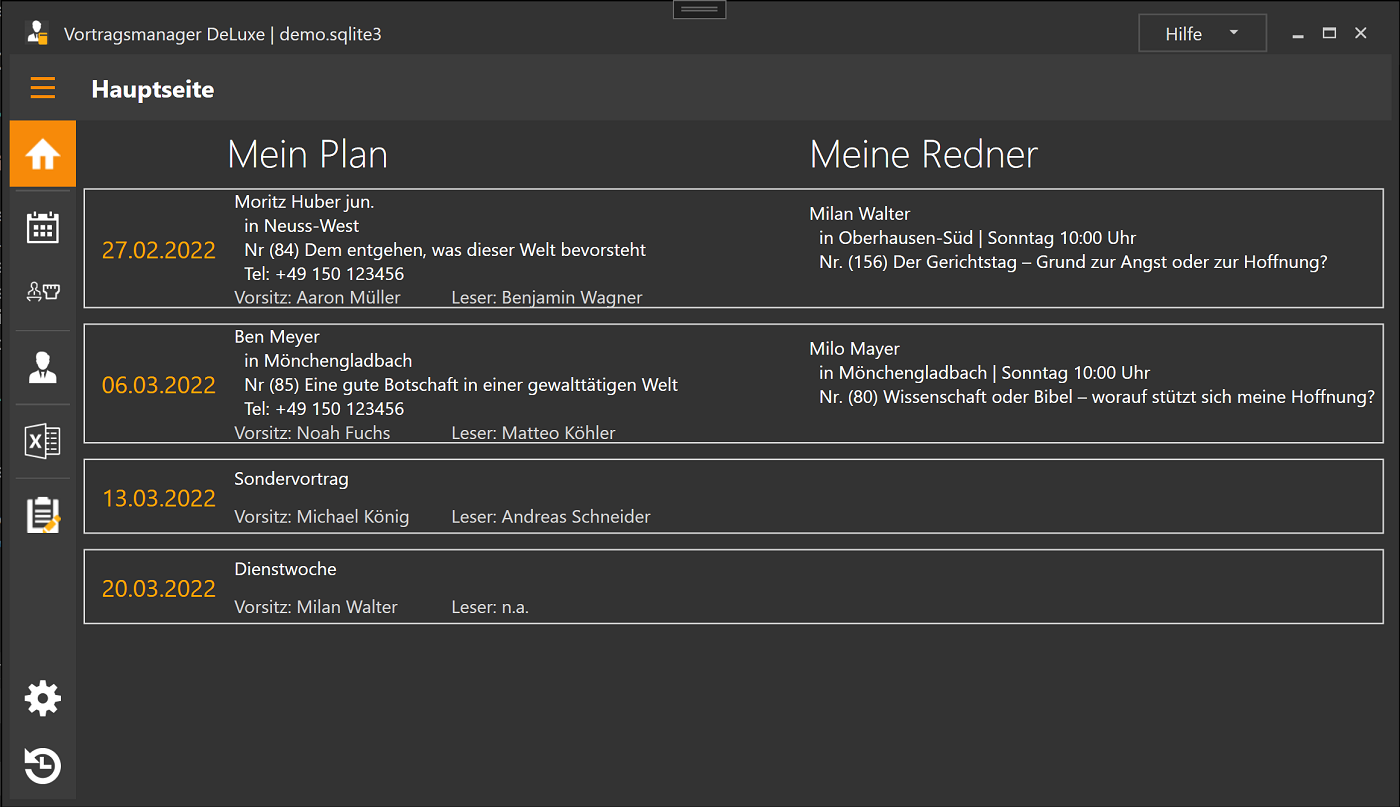 Vortragsmanager DeLuxe | demo.sqlite3
Hilfe
Hauptseite
Mein Plan
Meine Redner
27.02.2022
Moritz Huber jun.
in Neuss-West
Nr (84) Dem entgehen, was dieser Welt bevorsteht
Tel: +49 150 123456
Vorsitz: Aaron Müller Leser: Benjamin Wagner
Milan Walter
in Oberhausen-Süd | Sonntag 10:00 Uhr
Nr. (156) Der Gerichtstag – Grund zur Angst oder zur Hoffnung?
06.03.2022
Ben Meyer
in Mönchengladbach
Nr (85) Eine gute Botschaft in einer gewalttätigen Welt
Tel: +49 150 123456
Vorsitz: Noah Fuchs Leser: Matteo Köhler
Milo Mayer
in Mönchengladbach | Sonntag 10:00 Uhr
Nr. (80) Wissenschaft oder Bibel – worauf stützt sich meine Hoffnung?
13.03.2022
Sondervortrag
Vorsitz: Michael König Leser: Andreas Schneider
20.03.2022
Dienstwoche
Vorsitz: Milan Walter Leser: n.a.